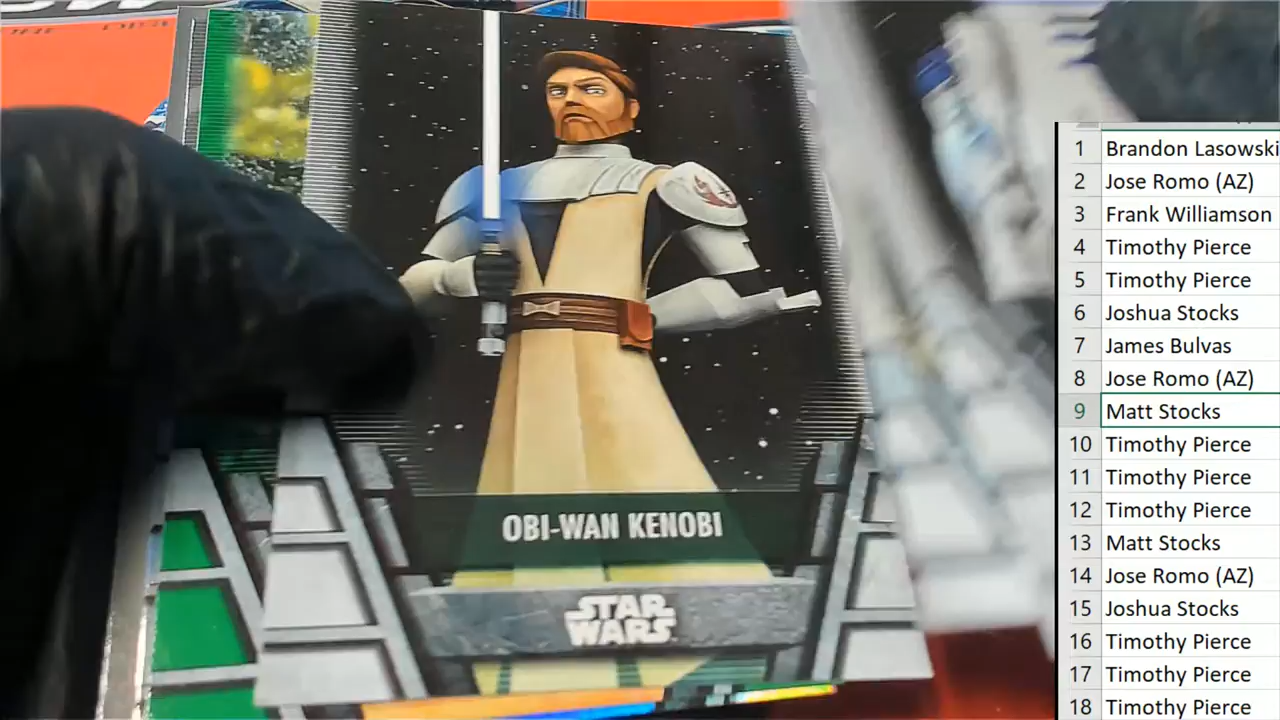 OBI-WAN KENOBI
STAR
WARS
1 Brandon Lasowski
2 Jose Romo (AZ)
3 Frank Williamson
4 Timothy Pierce
5 Timothy Pierce
6 Joshua Stocks
7 James Bulvas
8 Jose Romo (AZ)
9 Matt Stocks
10 Timothy Pierce
11 Timothy Pierce
12 Timothy Pierce
13 Matt Stocks
14 Jose Romo (AZ)
15 Joshua Stocks
16 Timothy Pierce
17 Timothy Pierce
18 Timothy Pierce